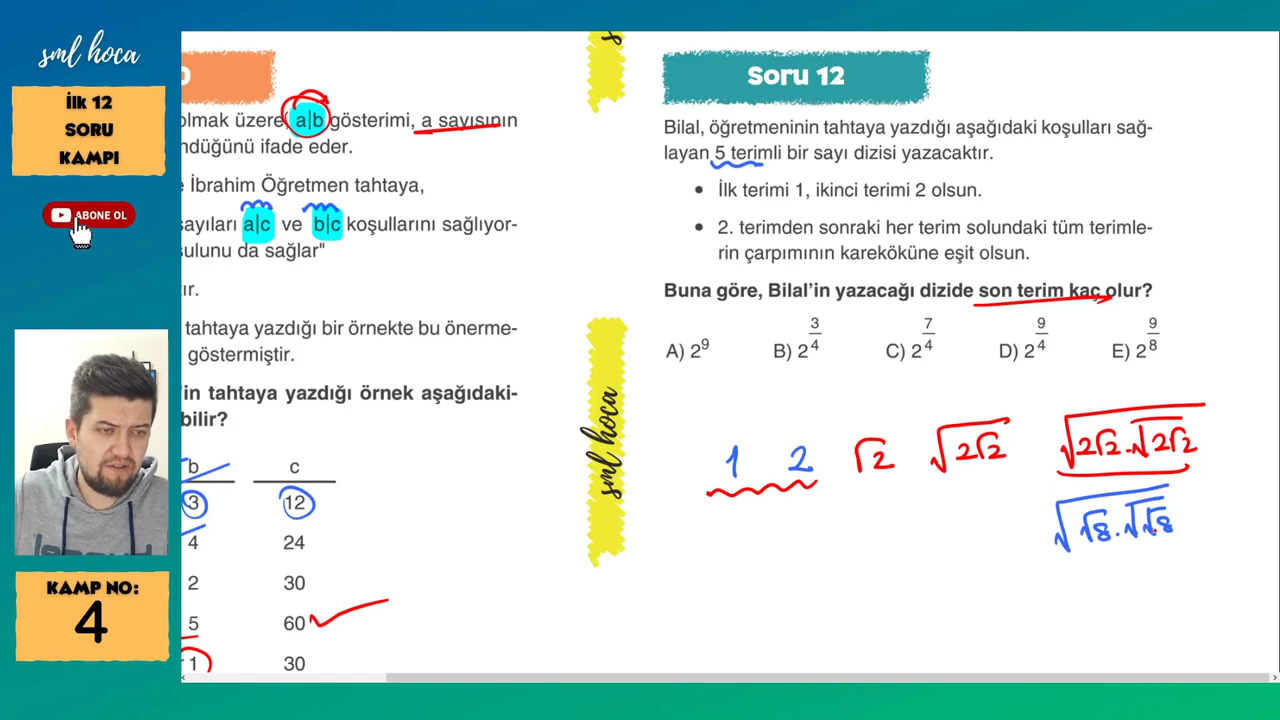 sml hoca
İlk 12
SORU
KAMPI
ABONE OL
KAMP NO:
4
olmak üzere, a|b gösterimi, a sayısının
ndüğünü ifade eder.
e İbrahim Öğretmen tahtaya,
sayıları a|c ve b|c koşullarını sağlıyor-
sulunu da sağlar"
tır.
tahtaya yazdığı bir örnekte bu önerme-
göstermiştir.
'in tahtaya yazdığı örnek aşağıdaki-
bilir?
b c
3 12
4 24
2 30
5 60
1 30
sml hoca
Soru 12
Bilal, öğretmeninin tahtaya yazdığı aşağıdaki koşulları sağ-
layan 5 terimli bir sayı dizisi yazacaktır.
• İlk terimi 1, ikinci terimi 2 olsun.
• 2. terimden sonraki her terim solundaki tüm terimle-
rin çarpımının kareköküne eşit olsun.
Buna göre, Bilal'in yazacağı dizide son terim kaç olur?
A) 2^9 B) 2^(3/4) C) 2^(7/4) D) 2^(9/4) E) 2^(9/8)
1 2 √2 √(2√2) √(2√2·√(2√2))
√(√8·√(√8))